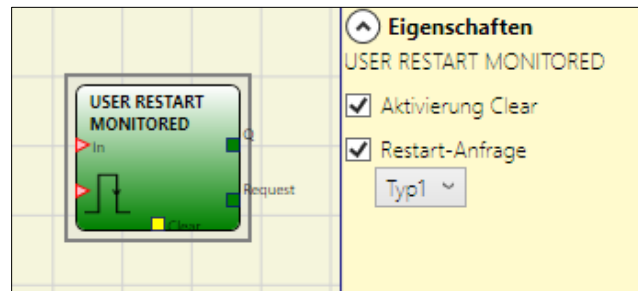 USER RESTART
MONITORED
In
Q
Request
Clear
Eigenschaften
USER RESTART MONITORED
Aktivierung Clear
Restart-Anfrage
Typ1